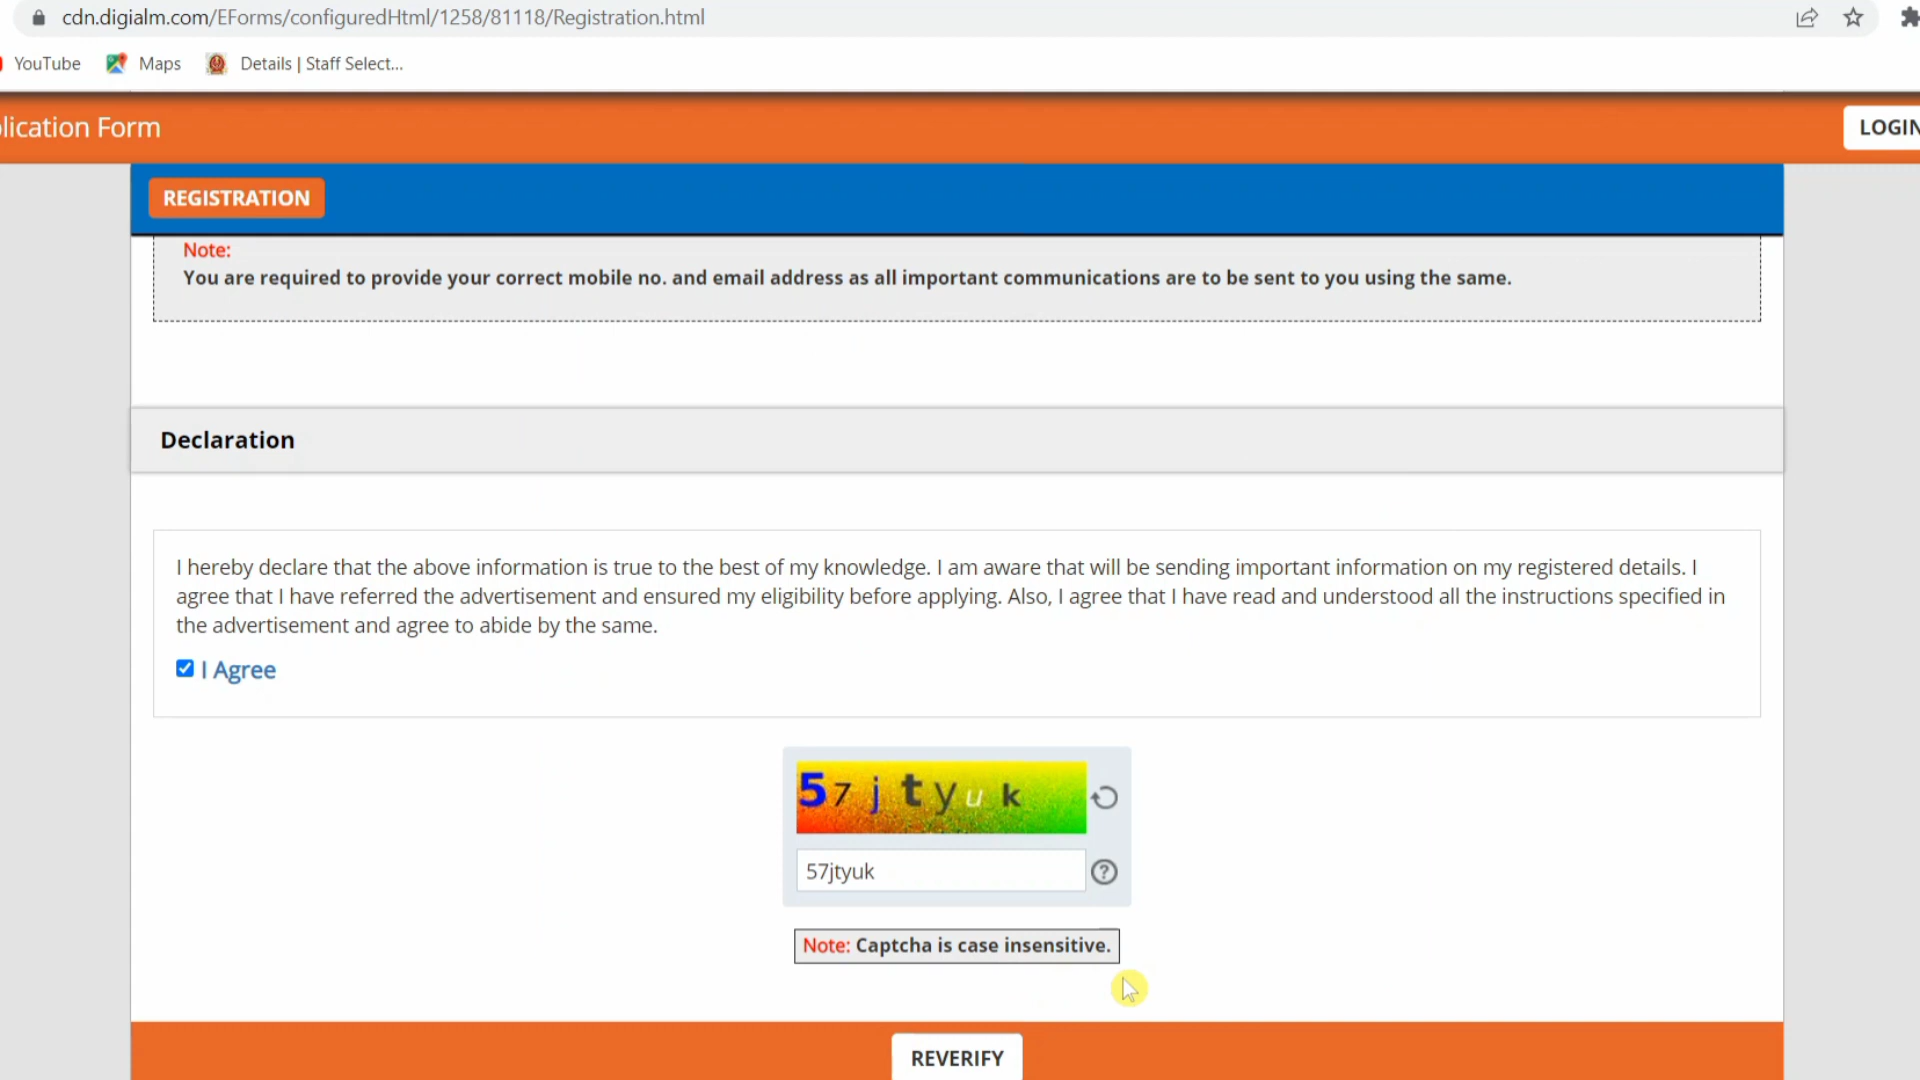 cdn.digialm.com/EForms/configuredHtml/1258/81118/Registration.html
YouTube Maps Details | Staff Select...
lication Form
LOGIN
REGISTRATION
Note:
You are required to provide your correct mobile no. and email address as all important communications are to be sent to you using the same.
Declaration
I hereby declare that the above information is true to the best of my knowledge. I am aware that will be sending important information on my registered details. I
agree that I have referred the advertisement and ensured my eligibility before applying. Also, I agree that I have read and understood all the instructions specified in
the advertisement and agree to abide by the same.
I Agree
57jtyuk
57jtyuk
Note: Captcha is case insensitive.
REVERIFY